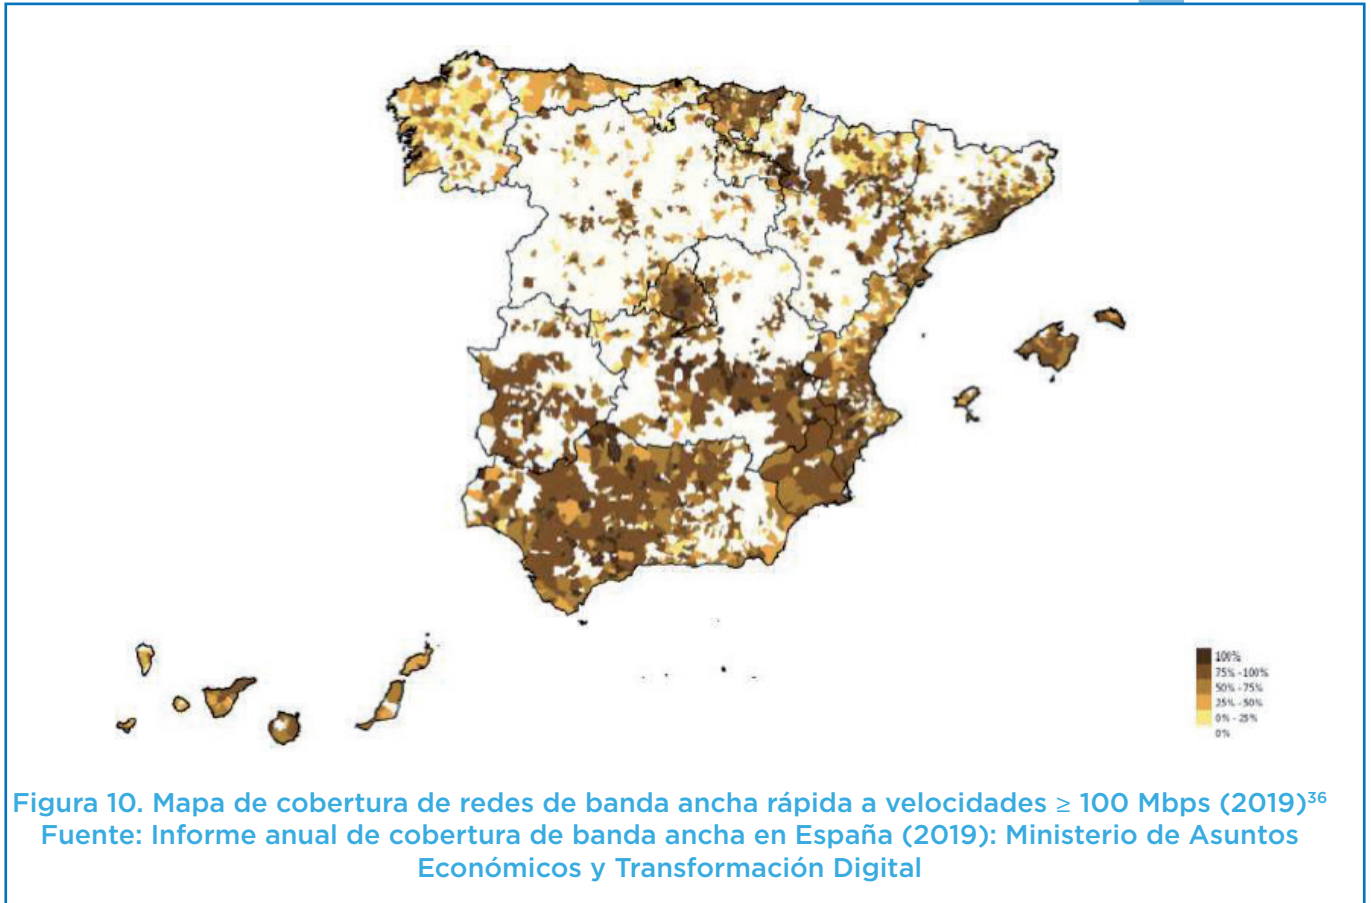 100%
75% -100%
50% -75%
25% -50%
0% - 25%
0%
Figura 10. Mapa de cobertura de redes de banda ancha rápida a velocidades ≥ 100 Mbps (2019)³⁶
Fuente: Informe anual de cobertura de banda ancha en España (2019): Ministerio de Asuntos
Económicos y Transformación Digital